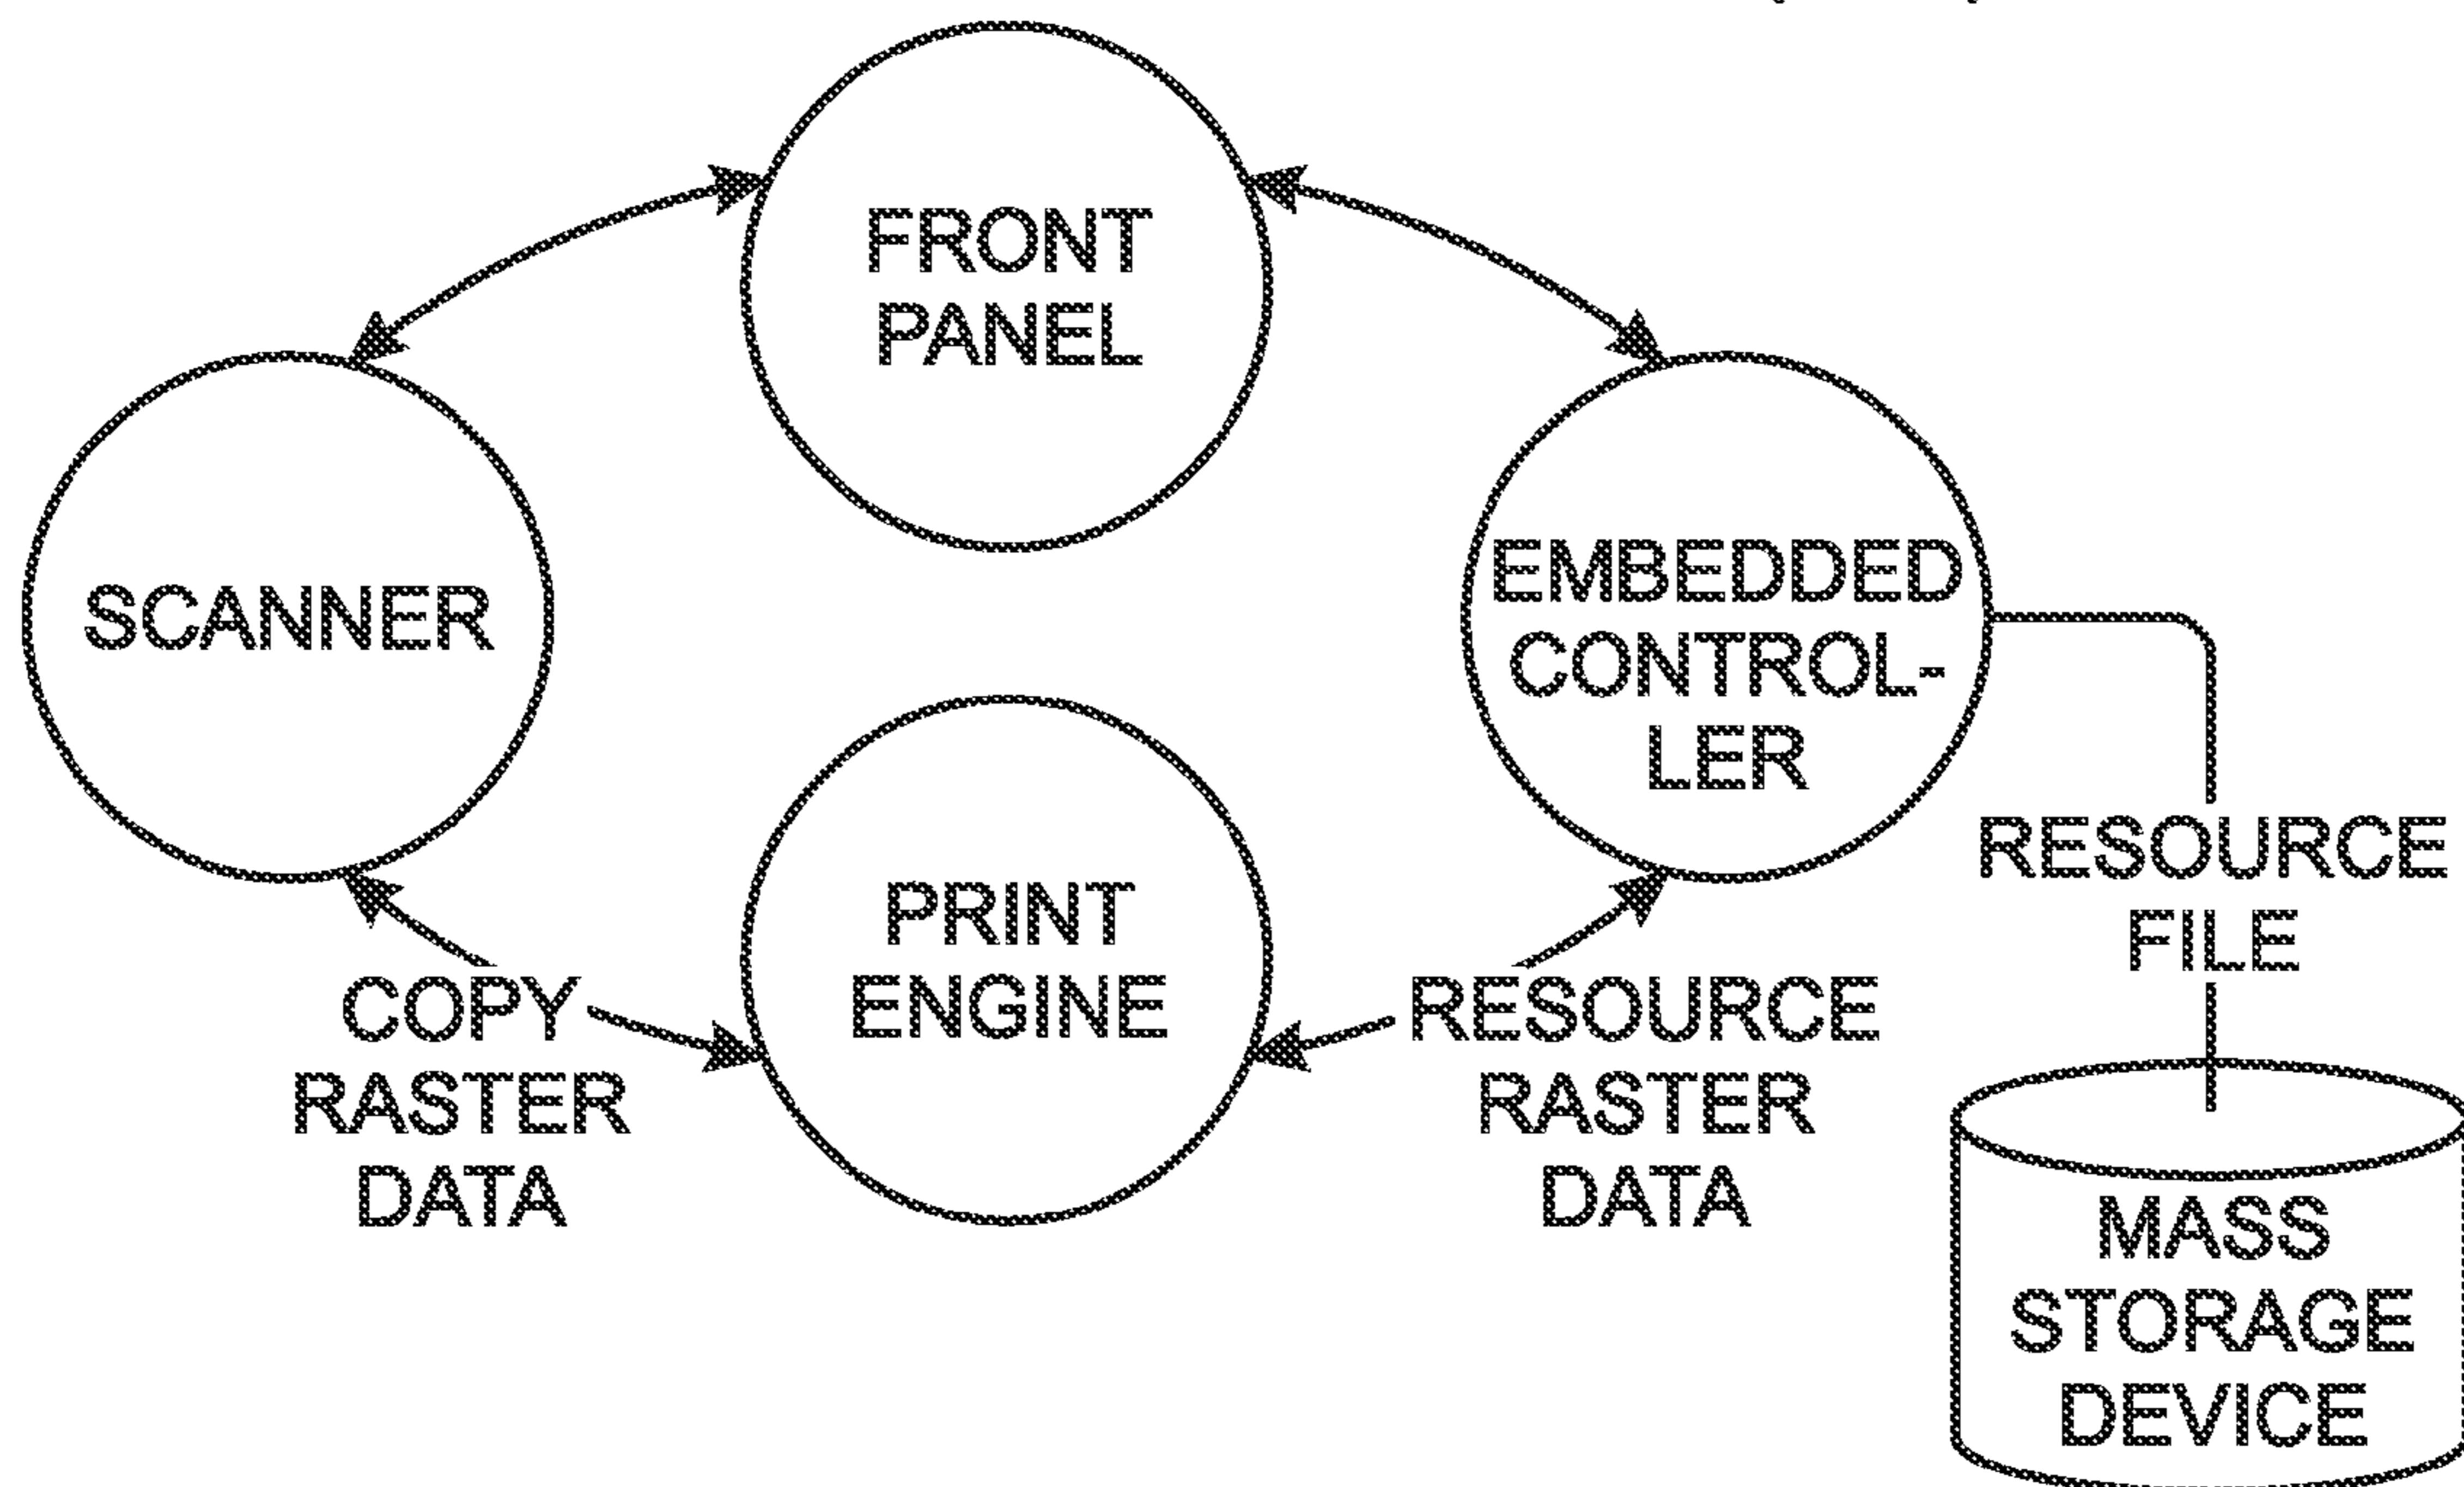 FRONT
PANEL
SCANNER
EMBEDDED
CONTROL-
LER
PRINT
ENGINE
COPY
RASTER
DATA
RESOURCE
RASTER
DATA
RESOURCE
FILE
MASS
STORAGE
DEVICE